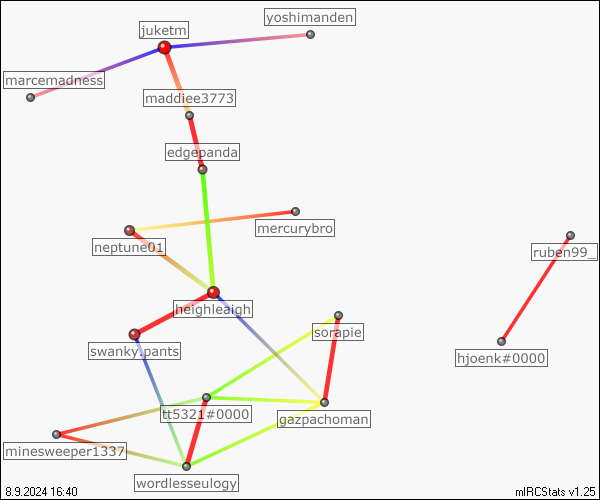 yoshimanden
juketm
marcemadness
maddiee3773
edgepanda
mercurybro
neptune01
ruben99_
heighleaigh
sorapie
swanky.pants
hjoenk#0000
tt5321#0000
gazpachoman
minesweeper1337
wordlesseulogy
8.9.2024 16:40
mIRCStats v1.25